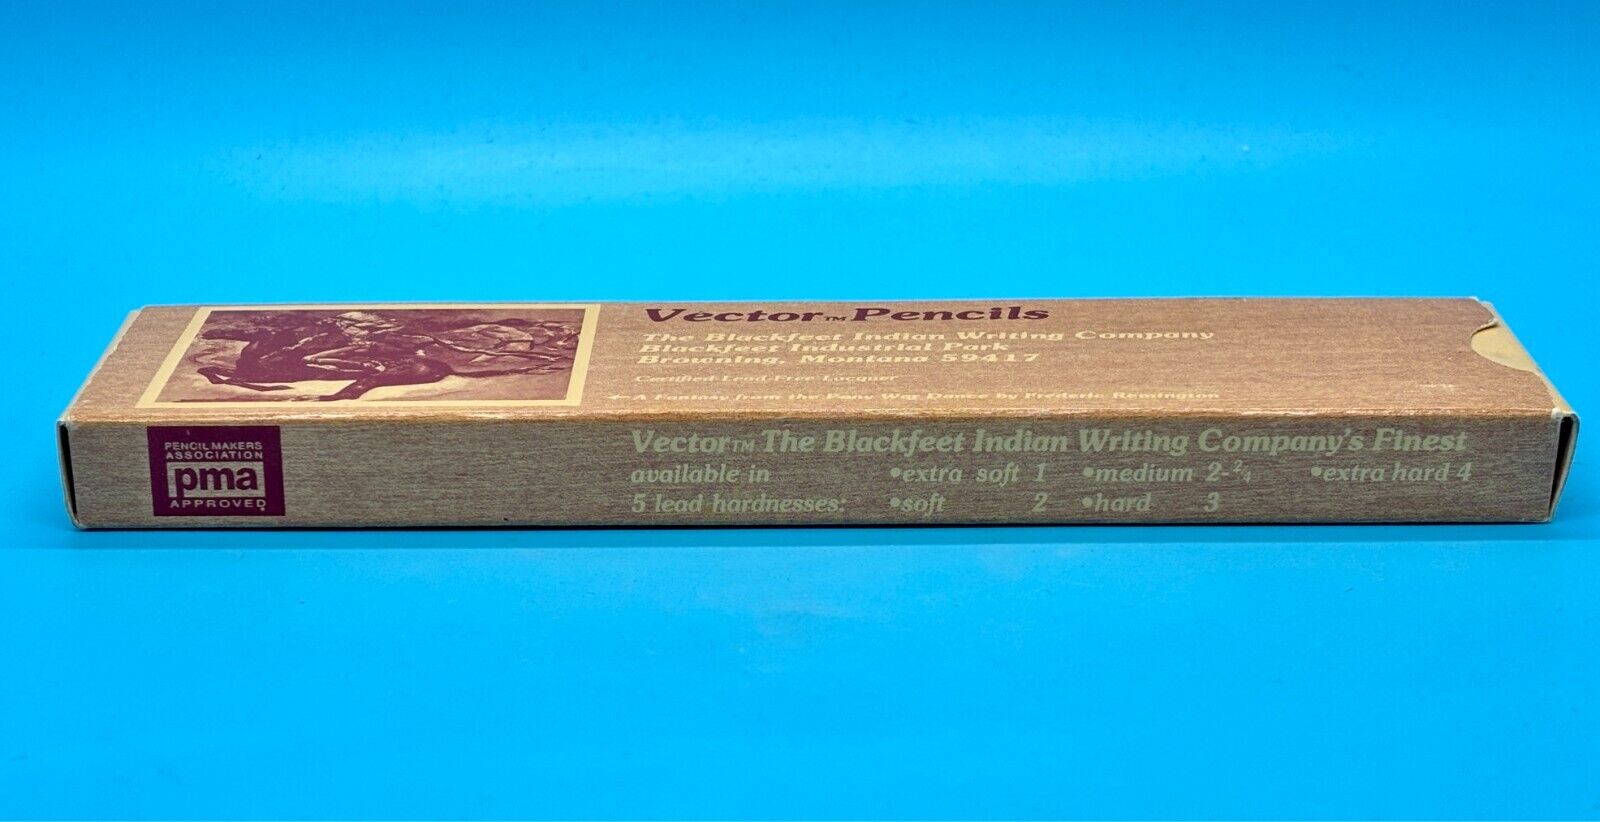 Vector™ Pencils
The Blackfeet Indian Writing Company
Blackfeet Industrial Park
Browning, Montana 59417
Certified Lead-Free Lacquer
A Fantasy from the Pony War Dance by Frederic Remington
PENCIL MAKERS
ASSOCIATION
pma
APPROVED
Vector™ The Blackfeet Indian Writing Company's Finest
available in •extra soft 1 •medium 2-2/4 •extra hard 4
5 lead hardnesses: •soft 2 •hard 3